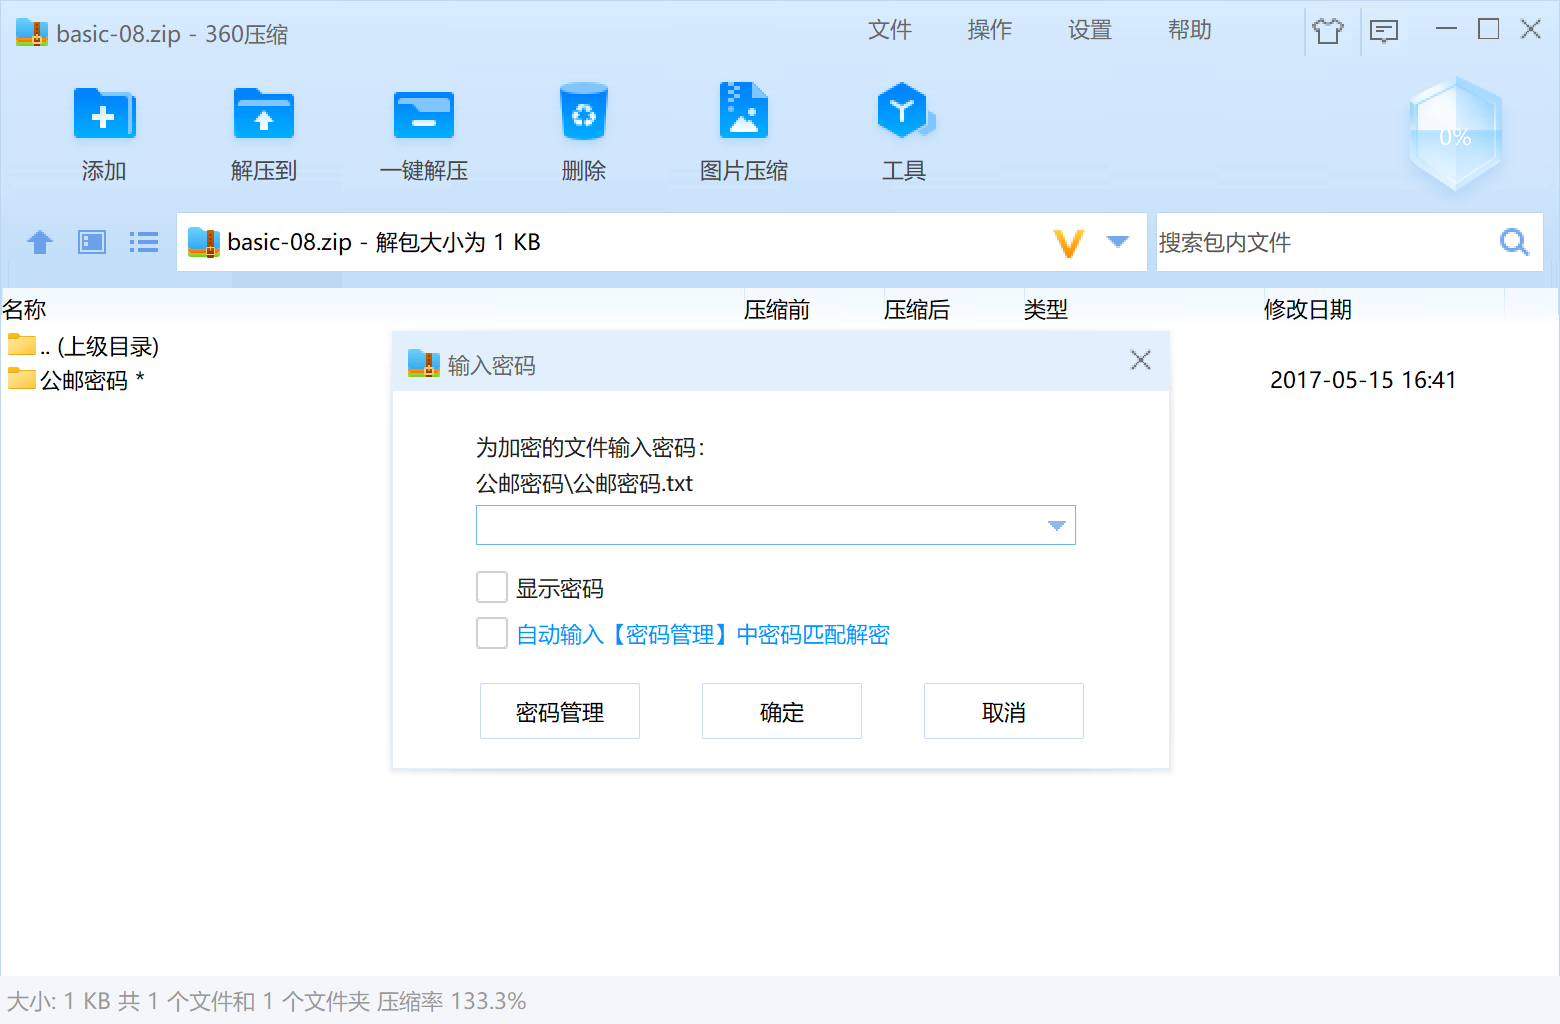 basic-08.zip - 360压缩
文件 操作 设置 帮助
添加 解压到 一键解压 删除 图片压缩 工具
0%
basic-08.zip - 解包大小为 1 KB
搜索包内文件
名称 压缩前 压缩后 类型 修改日期
.. (上级目录)
公邮密码 * 2017-05-15 16:41
输入密码
为加密的文件输入密码：
公邮密码\公邮密码.txt
显示密码
自动输入【密码管理】中密码匹配解密
密码管理 确定 取消
大小: 1 KB 共 1 个文件和 1 个文件夹 压缩率 133.3%